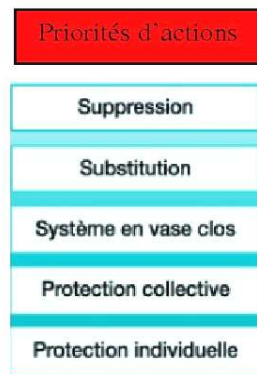 Priorités d'actions
Suppression
Substitution
Système en vase clos
Protection collective
Protection individuelle